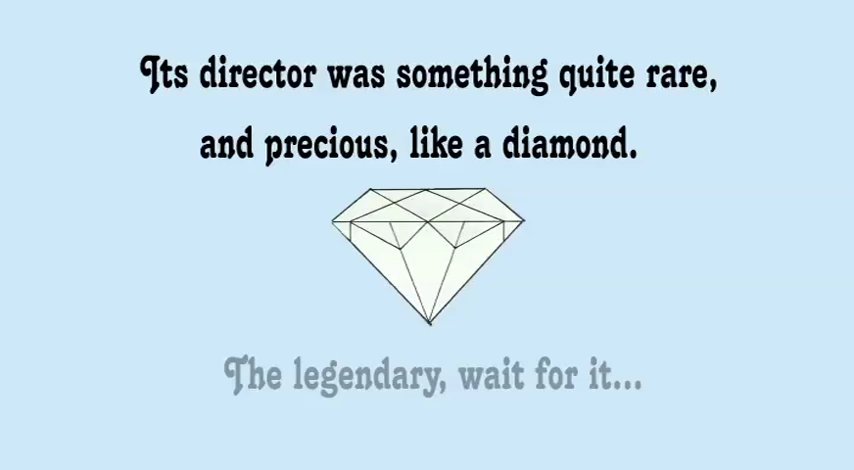 Its director was something quite rare,
and precious, like a diamond.
The legendary, wait for it...